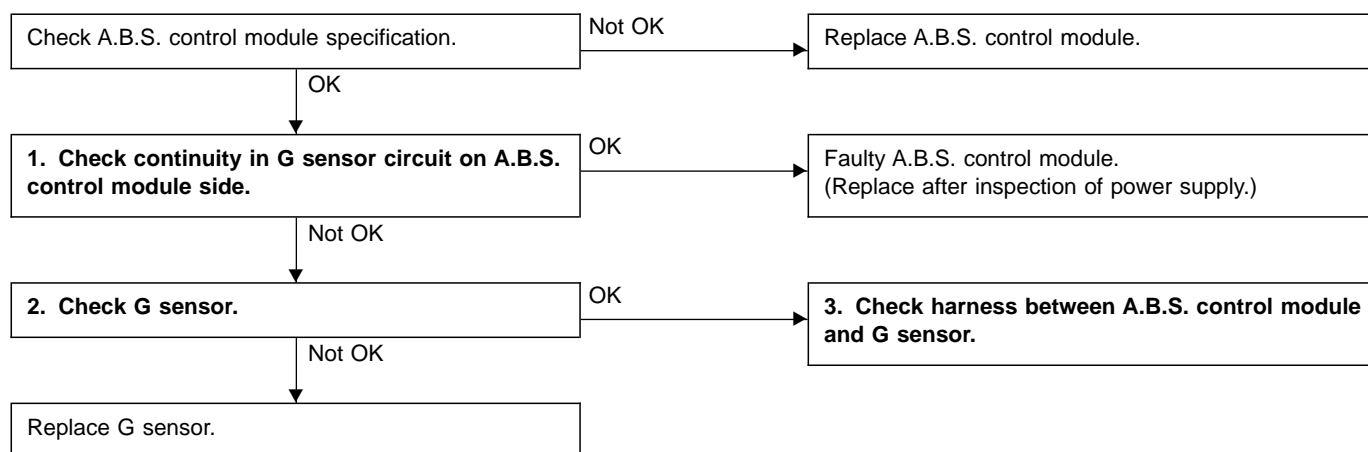 Check A.B.S. control module specification.
Not OK
Replace A.B.S. control module.
OK
1. Check continuity in G sensor circuit on A.B.S.
control module side.
OK
Faulty A.B.S. control module.
(Replace after inspection of power supply.)
Not OK
2. Check G sensor.
OK
3. Check harness between A.B.S. control module
and G sensor.
Not OK
Replace G sensor.